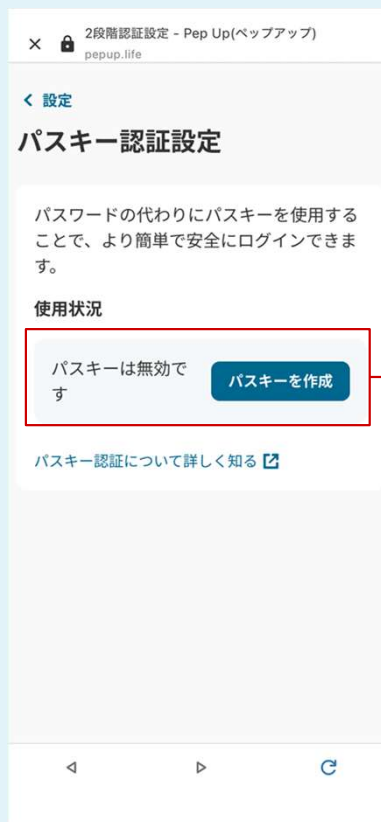 2段階認証設定 - Pep Up(ペップアップ)
pepup.life
設定
パスキー認証設定
パスワードの代わりにパスキーを使用する
ことで、より簡単で安全にログインできま
す。
使用状況
パスキーは無効で
す
パスキーを作成
パスキー認証について詳しく知る